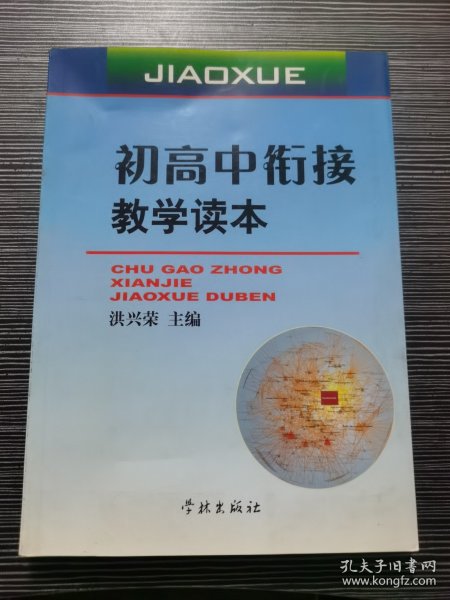 JIAOXUE
初高中衔接
教学读本
CHU GAO ZHONG
XIANJIE
JIAOXUE DUBEN
洪兴荣 主编
学林出版社
孔夫子旧书网
www.kongfz.com